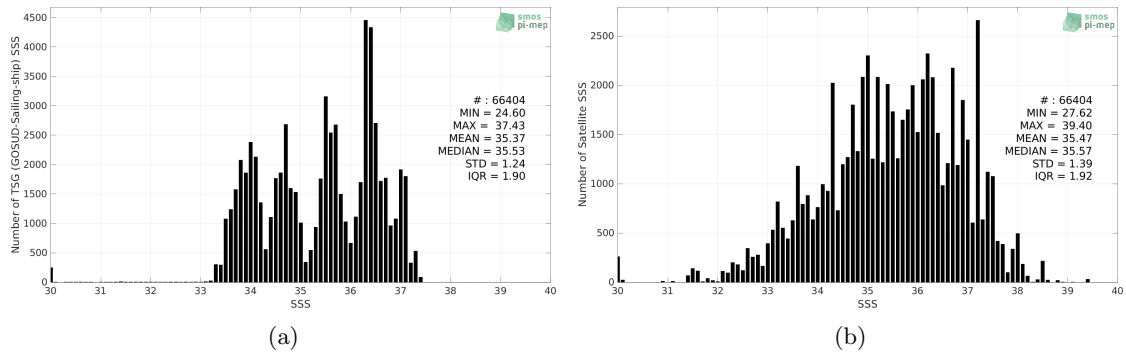 4500
4000
3500
3000
2500
2000
1500
1000
500
0
30 31 32 33 34 35 36 37 38 39 40
SSS
Number of TSG (GOSUD-Sailing-ship) SSS
smos
pi-mep
# : 66404
MIN = 24.60
MAX = 37.43
MEAN = 35.37
MEDIAN = 35.53
STD = 1.24
IQR = 1.90
(a)
2500
2000
1500
1000
500
0
30 31 32 33 34 35 36 37 38 39 40
SSS
Number of Satellite SSS
smos
pi-mep
# : 66404
MIN = 27.62
MAX = 39.40
MEAN = 35.47
MEDIAN = 35.57
STD = 1.39
IQR = 1.92
(b)